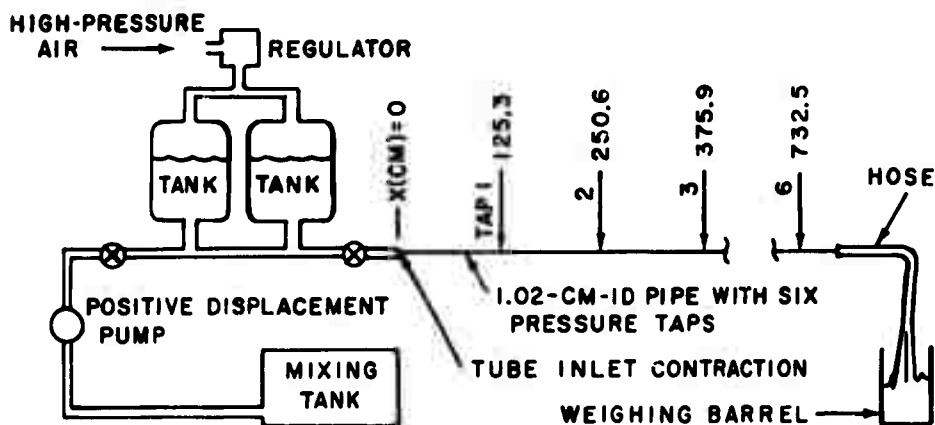 HIGH-PRESSURE
AIR
REGULATOR
TANK
TANK
X(CM)=0
TAP 1
125.3
2
250.6
3
375.9
6
732.5
HOSE
POSITIVE DISPLACEMENT
PUMP
1.02-CM-ID PIPE WITH SIX
PRESSURE TAPS
TUBE INLET CONTRACTION
MIXING
TANK
WEIGHING BARREL